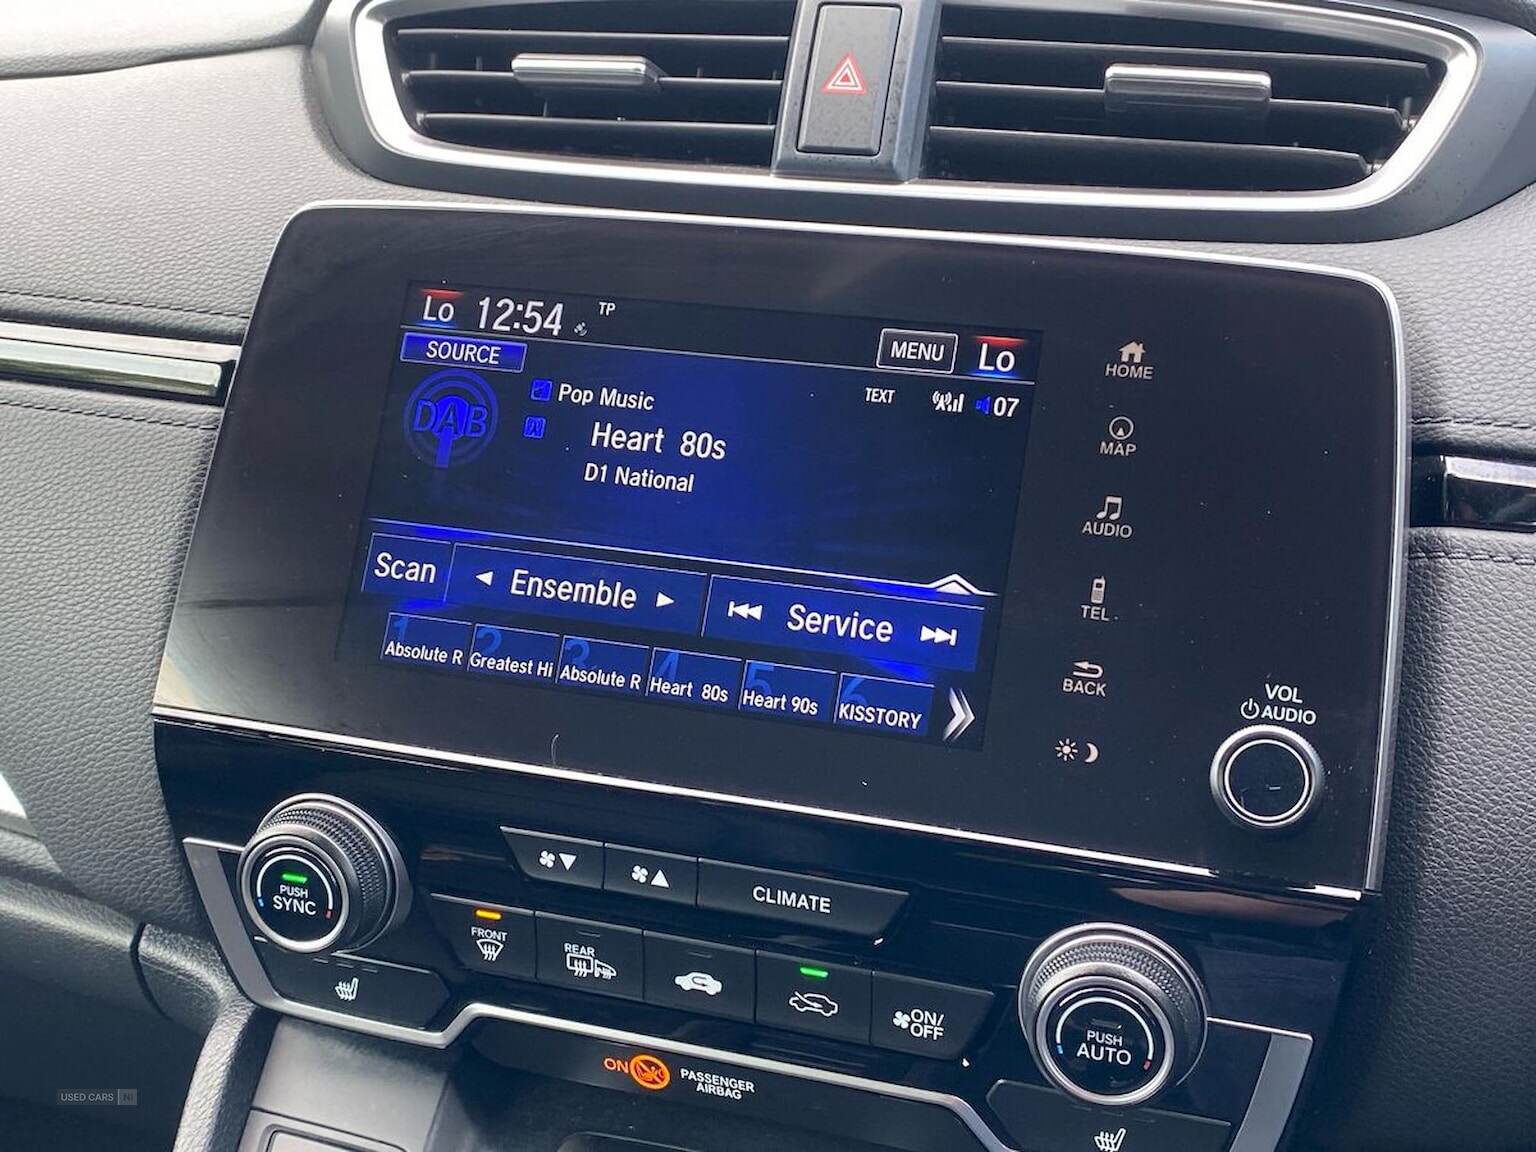 Lo 12:54 TP
SOURCE
MENU Lo
DAB
Pop Music
TEXT
07
Heart 80s
D1 National
Scan
Ensemble
Service
1 Absolute R
2 Greatest Hi
3 Absolute R
4 Heart 80s
5 Heart 90s
6 KISSTORY
HOME
MAP
AUDIO
TEL
BACK
VOL
AUDIO
PUSH
SYNC
CLIMATE
FRONT
REAR
ON/
OFF
PUSH
AUTO
ON
PASSENGER
AIRBAG
USED CARS NI